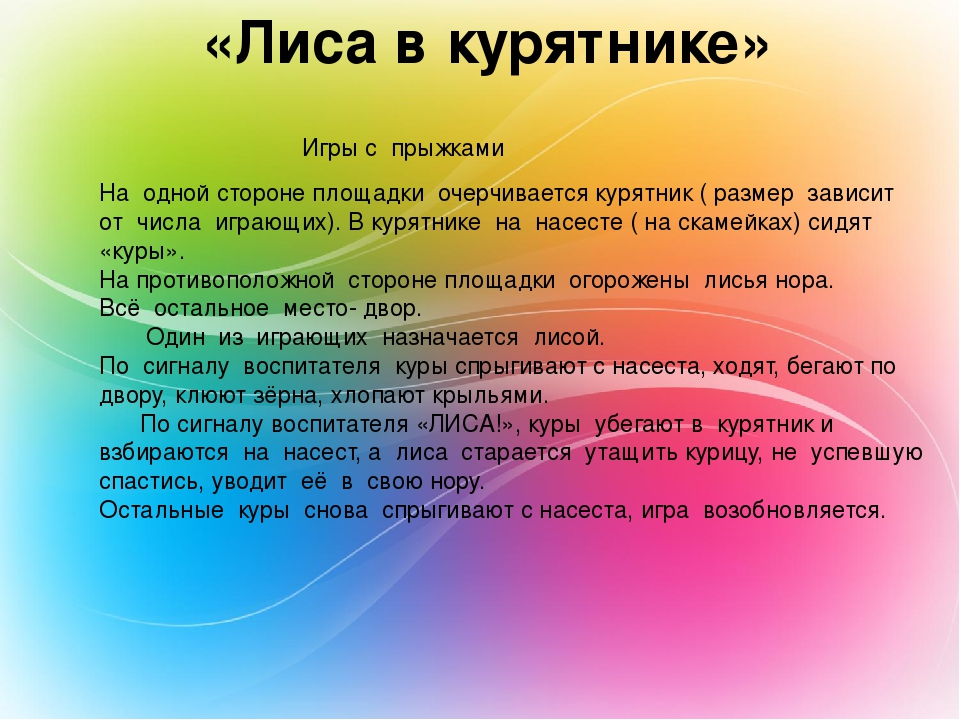 «Лиса в курятнике»
Игры с прыжками
На одной стороне площадки очерчивается курятник ( размер зависит
от числа играющих). В курятнике на насесте ( на скамейках) сидят
«куры».
На противоположной стороне площадки огорожены лисья нора.
Всё остальное место- двор.
Один из играющих назначается лисой.
По сигналу воспитателя куры спрыгивают с насеста, ходят, бегают по
двору, клюют зёрна, хлопают крыльями.
По сигналу воспитателя «ЛИСА!», куры убегают в курятник и
взбираются на насест, а лиса старается утащить курицу, не успевшую
спастись, уводит её в свою нору.
Остальные куры снова спрыгивают с насеста, игра возобновляется.